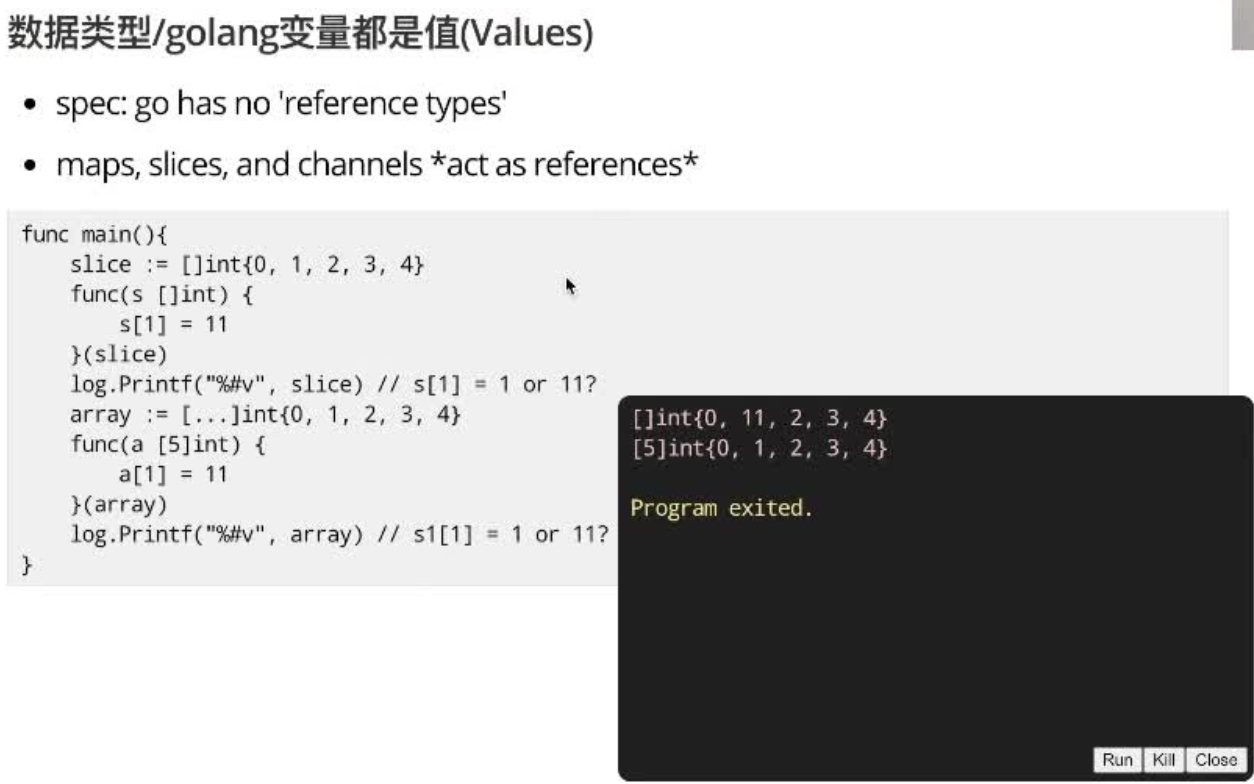 数据类型/golang变量都是值(Values)
• spec: go has no 'reference types'
• maps, slices, and channels *act as references*
func main(){
    slice := []int{0, 1, 2, 3, 4}
    func(s []int) {
        s[1] = 11
    }(slice)
    log.Printf("%#v", slice) // s[1] = 1 or 11?
    array := [...]int{0, 1, 2, 3, 4}
    func(a [5]int) {
        a[1] = 11
    }(array)
    log.Printf("%#v", array) // s1[1] = 1 or 11?
}
[]int{0, 11, 2, 3, 4}
[5]int{0, 1, 2, 3, 4}
Program exited.
Run Kill Close